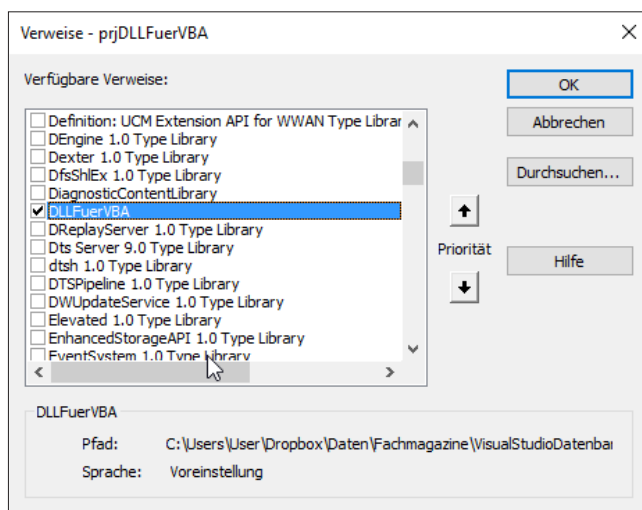 Verweise - prjDLLFuerVBA
Verfügbare Verweise:
Definition: UCM Extension API for WWAN Type Librar
DEngine 1.0 Type Library
Dexter 1.0 Type Library
DfsShlEx 1.0 Type Library
DiagnosticContentLibrary
DLLFuerVBA
DReplayServer 1.0 Type Library
Dts Server 9.0 Type Library
dtsh 1.0 Type Library
DTSPipeline 1.0 Type Library
DWUpdateService 1.0 Type Library
Elevated 1.0 Type Library
EnhancedStorageAPI 1.0 Type Library
EventSystem 1.0 Type Library
OK
Abbrechen
Durchsuchen...
Priorität
Hilfe
DLLFuerVBA
Pfad: C:\Users\User\Dropbox\Daten\Fachmagazine\VisualStudioDatenbar
Sprache: Voreinstellung